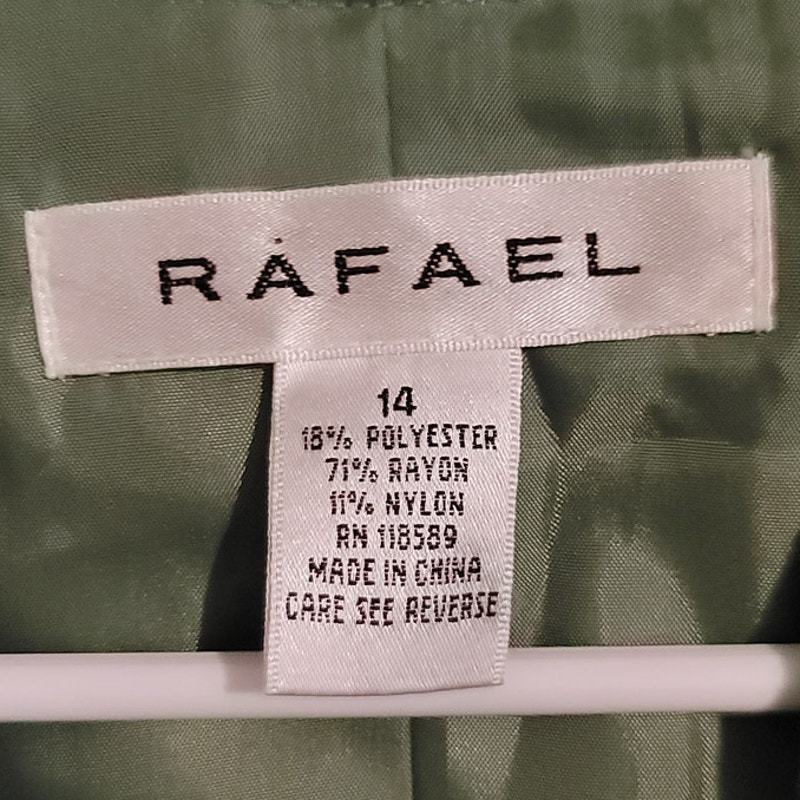 RAFAEL
14
18% POLYESTER
71% RAYON
11% NYLON
RN 118589
MADE IN CHINA
CARE SEE REVERSE